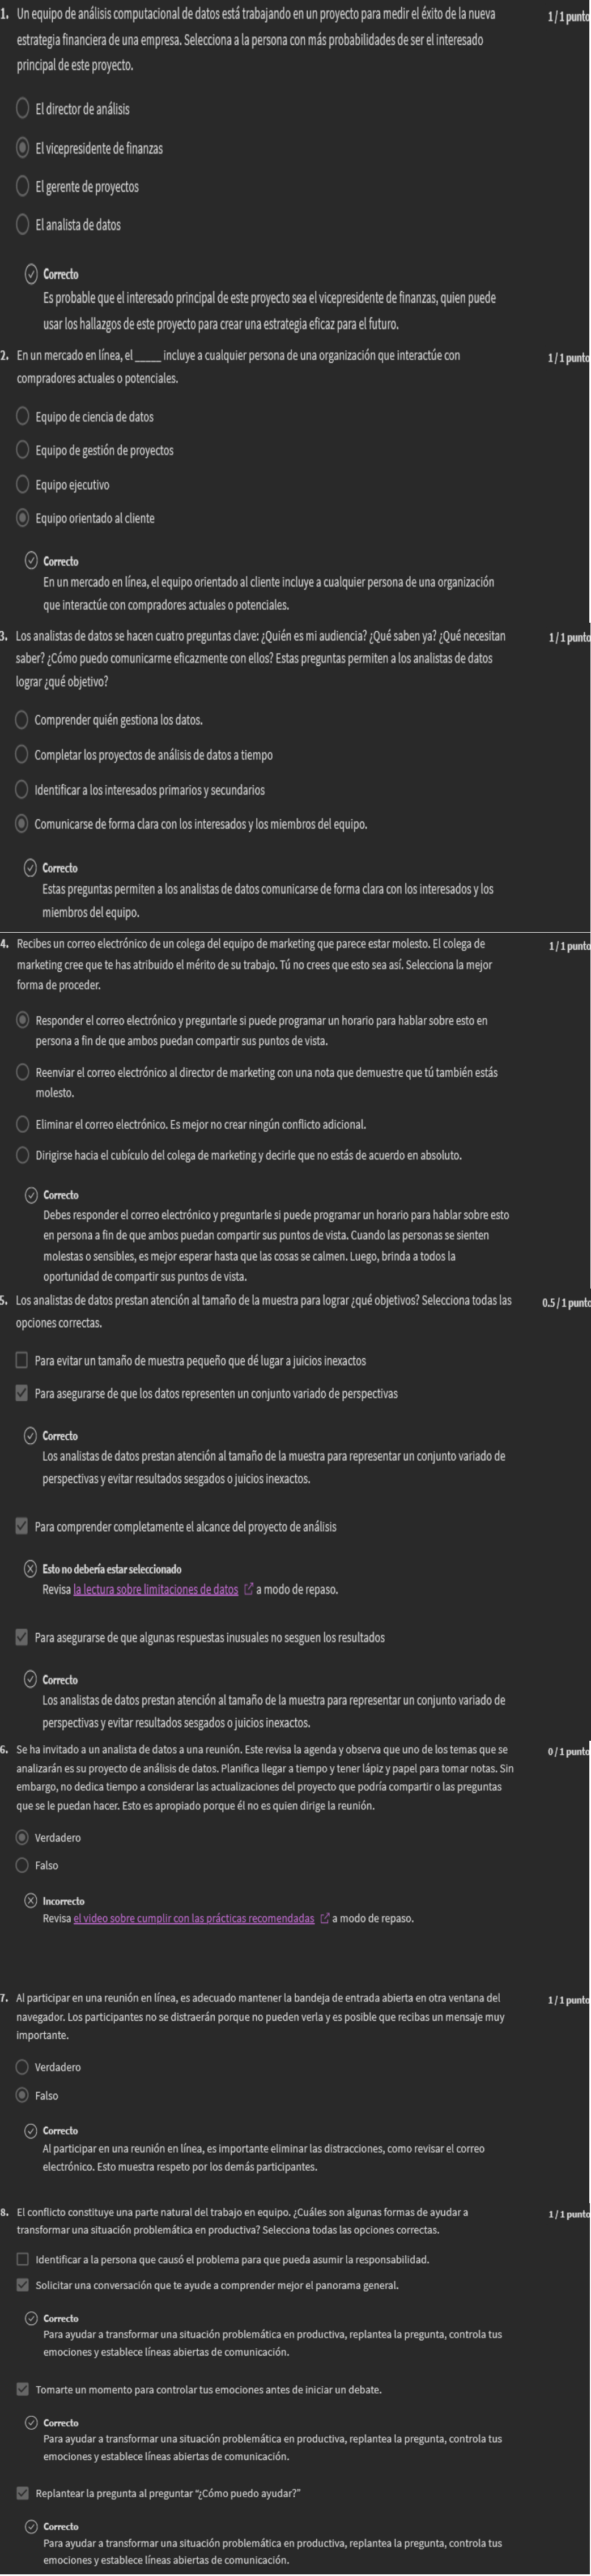 1. Un equipo de análisis computacional de datos está trabajando en un proyecto para medir el éxito de la nueva
1 / 1 punto
estrategia financiera de una empresa. Selecciona a la persona con más probabilidades de ser el interesado
principal de este proyecto.
El director de análisis
El vicepresidente de finanzas
El gerente de proyectos
El analista de datos
Correcto
Es probable que el interesado principal de este proyecto sea el vicepresidente de finanzas, quien puede
usar los hallazgos de este proyecto para crear una estrategia eficaz para el futuro.
2. En un mercado en línea, el _____ incluye a cualquier persona de una organización que interactúe con
1 / 1 punto
compradores actuales o potenciales.
Equipo de ciencia de datos
Equipo de gestión de proyectos
Equipo ejecutivo
Equipo orientado al cliente
Correcto
En un mercado en línea, el equipo orientado al cliente incluye a cualquier persona de una organización
que interactúe con compradores actuales o potenciales.
3. Los analistas de datos se hacen cuatro preguntas clave: ¿Quién es mi audiencia? ¿Qué saben ya? ¿Qué necesitan
1 / 1 punto
saber? ¿Cómo puedo comunicarme eficazmente con ellos? Estas preguntas permiten a los analistas de datos
lograr ¿qué objetivo?
Comprender quién gestiona los datos.
Completar los proyectos de análisis de datos a tiempo
Identificar a los interesados primarios y secundarios
Comunicarse de forma clara con los interesados y los miembros del equipo.
Correcto
Estas preguntas permiten a los analistas de datos comunicarse de forma clara con los interesados y los
miembros del equipo.
4. Recibes un correo electrónico de un colega del equipo de marketing que parece estar molesto. El colega de
1 / 1 punto
marketing cree que te has atribuido el mérito de su trabajo. Tú no crees que esto sea así. Selecciona la mejor
forma de proceder.
Responder el correo electrónico y preguntarle si puede programar un horario para hablar sobre esto en
persona a fin de que ambos puedan compartir sus puntos de vista.
Reenviar el correo electrónico al director de marketing con una nota que demuestre que tú también estás
molesto.
Eliminar el correo electrónico. Es mejor no crear ningún conflicto adicional.
Dirigirse hacia el cubículo del colega de marketing y decirle que no estás de acuerdo en absoluto.
Correcto
Debes responder el correo electrónico y preguntarle si puede programar un horario para hablar sobre esto
en persona a fin de que ambos puedan compartir sus puntos de vista. Cuando las personas se sienten
molestas o sensibles, es mejor esperar hasta que las cosas se calmen. Luego, brinda a todos la
oportunidad de compartir sus puntos de vista.
5. Los analistas de datos prestan atención al tamaño de la muestra para lograr ¿qué objetivos? Selecciona todas las
0.5 / 1 punto
opciones correctas.
Para evitar un tamaño de muestra pequeño que dé lugar a juicios inexactos
Para asegurarse de que los datos representen un conjunto variado de perspectivas
Correcto
Los analistas de datos prestan atención al tamaño de la muestra para representar un conjunto variado de
perspectivas y evitar resultados sesgados o juicios inexactos.
Para comprender completamente el alcance del proyecto de análisis
Esto no debería estar seleccionado
Revisa la lectura sobre limitaciones de datos a modo de repaso.
Para asegurarse de que algunas respuestas inusuales no sesguen los resultados
Correcto
Los analistas de datos prestan atención al tamaño de la muestra para representar un conjunto variado de
perspectivas y evitar resultados sesgados o juicios inexactos.
6. Se ha invitado a un analista de datos a una reunión. Este revisa la agenda y observa que uno de los temas que se
0 / 1 punto
analizarán es su proyecto de análisis de datos. Planifica llegar a tiempo y tener lápiz y papel para tomar notas. Sin
embargo, no dedica tiempo a considerar las actualizaciones del proyecto que podría compartir o las preguntas
que se le puedan hacer. Esto es apropiado porque él no es quien dirige la reunión.
Verdadero
Falso
Incorrecto
Revisa el video sobre cumplir con las prácticas recomendadas a modo de repaso.
7. Al participar en una reunión en línea, es adecuado mantener la bandeja de entrada abierta en otra ventana del
1 / 1 punto
navegador. Los participantes no se distraerán porque no pueden verla y es posible que recibas un mensaje muy
importante.
Verdadero
Falso
Correcto
Al participar en una reunión en línea, es importante eliminar las distracciones, como revisar el correo
electrónico. Esto muestra respeto por los demás participantes.
8. El conflicto constituye una parte natural del trabajo en equipo. ¿Cuáles son algunas formas de ayudar a
1 / 1 punto
transformar una situación problemática en productiva? Selecciona todas las opciones correctas.
Identificar a la persona que causó el problema para que pueda asumir la responsabilidad.
Solicitar una conversación que te ayude a comprender mejor el panorama general.
Correcto
Para ayudar a transformar una situación problemática en productiva, replantea la pregunta, controla tus
emociones y establece líneas abiertas de comunicación.
Tomarte un momento para controlar tus emociones antes de iniciar un debate.
Correcto
Para ayudar a transformar una situación problemática en productiva, replantea la pregunta, controla tus
emociones y establece líneas abiertas de comunicación.
Replantear la pregunta al preguntar “¿Cómo puedo ayudar?”
Correcto
Para ayudar a transformar una situación problemática en productiva, replantea la pregunta, controla tus
emociones y establece líneas abiertas de comunicación.